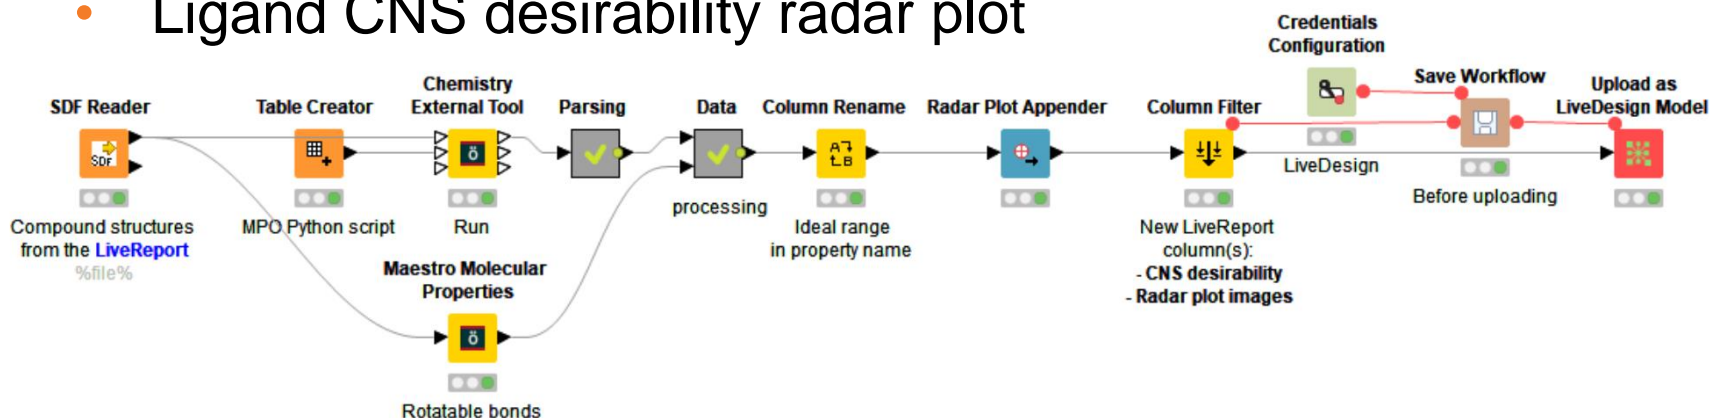 • Ligand CNS desirability radar plot
Credentials
Configuration
LiveDesign
SDF Reader
SDF
Compound structures
from the LiveReport
%file%
Table Creator
MPO Python script
Chemistry
External Tool
Run
Maestro Molecular
Properties
Rotatable bonds
Parsing
Data
processing
Column Rename
A
B
Ideal range
in property name
Radar Plot Appender
Column Filter
New LiveReport
column(s):
- CNS desirability
- Radar plot images
Save Workflow
Before uploading
Upload as
LiveDesign Model